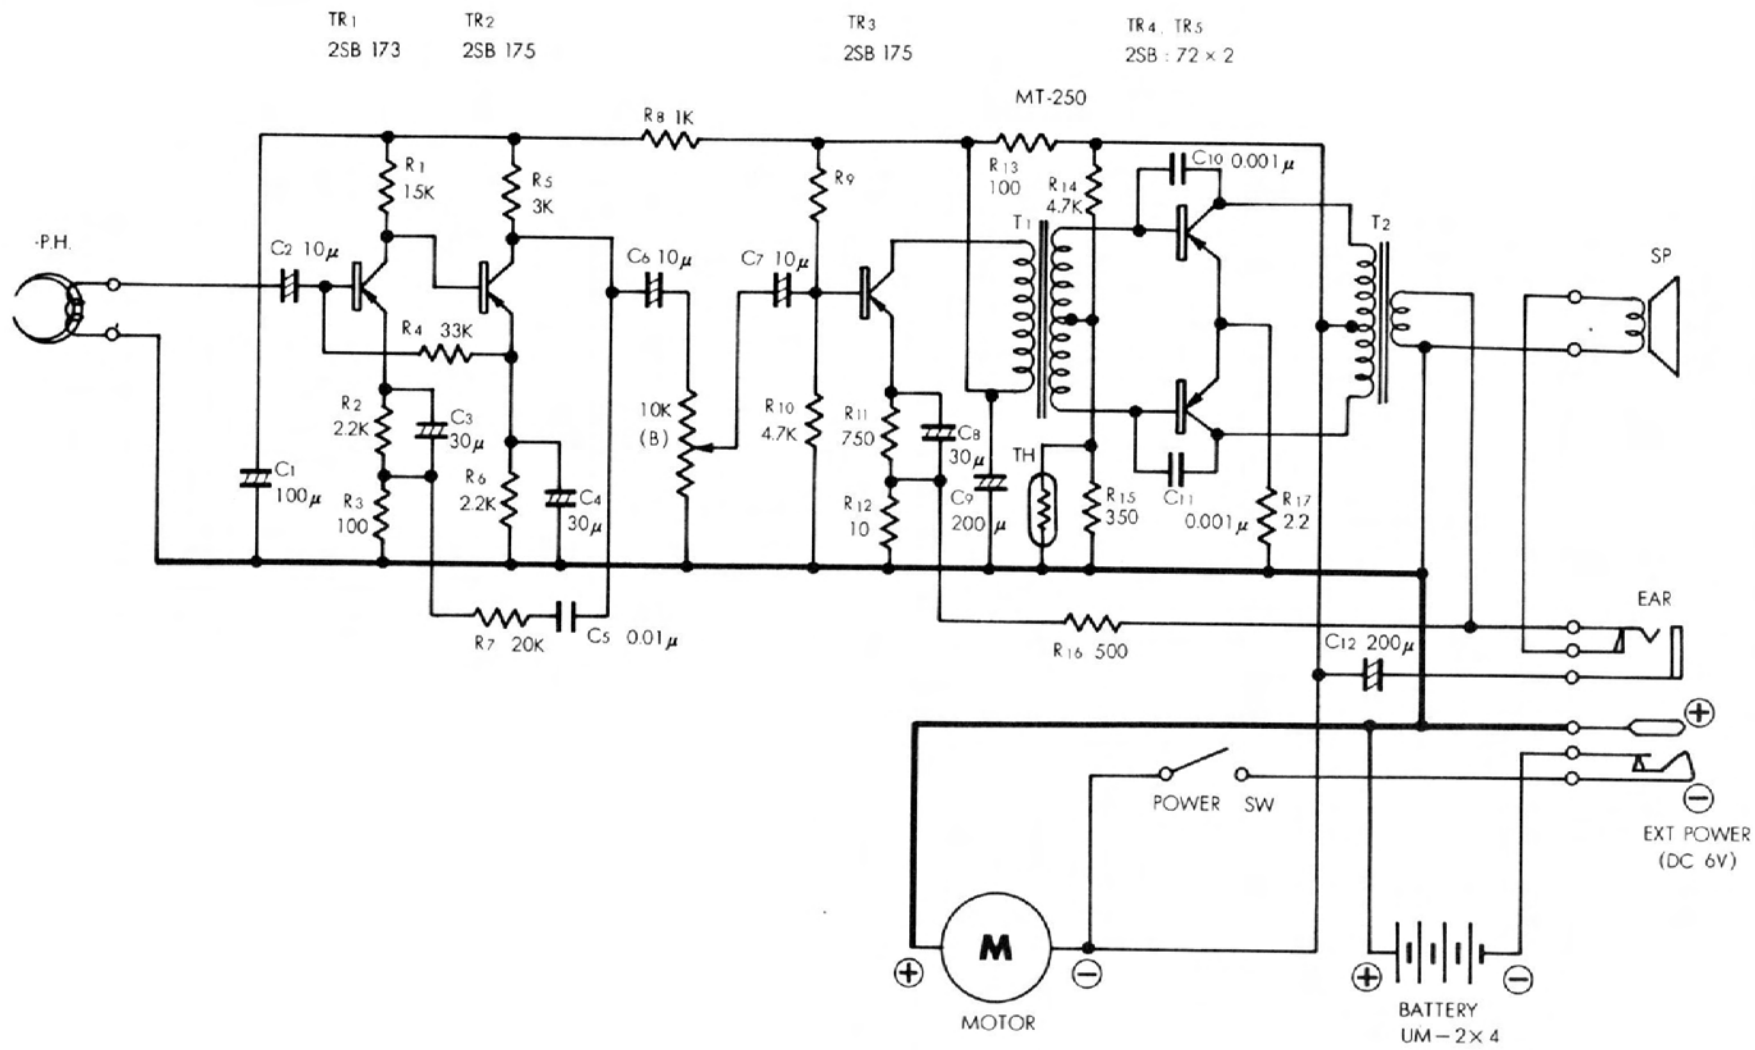 TR1
2SB 173
TR2
2SB 175
TR3
2SB 175
TR4, TR5
2SB : 72 × 2
MT-250
R8 1K
R1
15K
R5
3K
R9
R13
100
R14
4.7K
C10 0.001μ
-P.H.
C2 10μ
C6 10μ
C7 10μ
T1
T2
SP
R4 33K
R2
2.2K
C3
30μ
10K
(B)
R10
4.7K
R11
750
C8
30μ
TH
C1
100μ
R3
100
R6
2.2K
C4
30μ
R12
10
C9
200μ
R15
350
C11
0.001μ
R17
2.2
R7 20K
C5 0.01μ
R16 500
C12 200μ
EAR
+
POWER SW
−
EXT POWER
(DC 6V)
M
+
−
MOTOR
+
−
BATTERY
UM-2×4